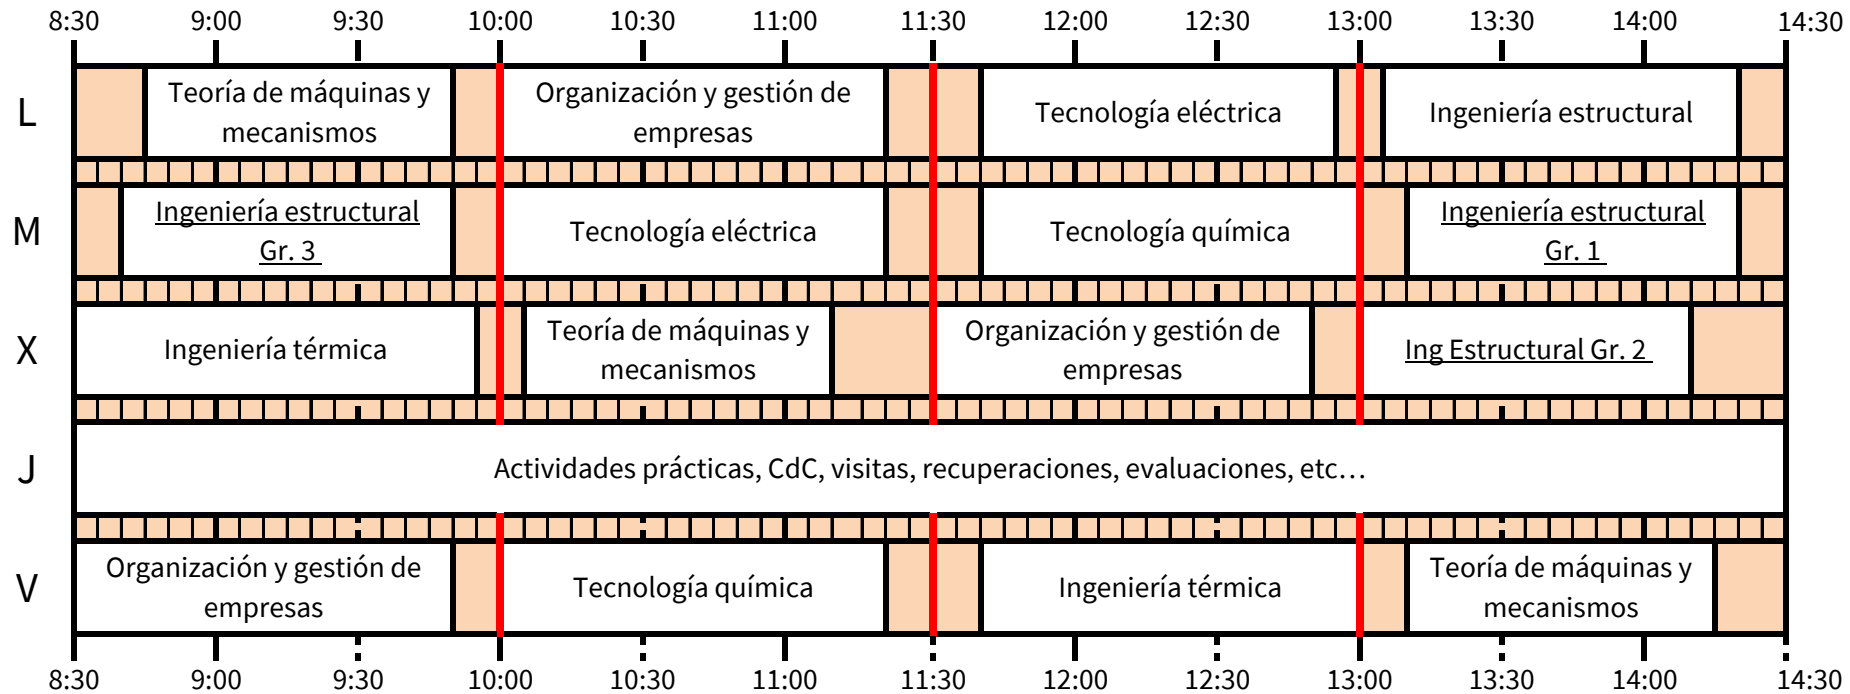 8:30 9:00 9:30 10:00 10:30 11:00 11:30 12:00 12:30 13:00 13:30 14:00 14:30
L
Teoría de máquinas y
mecanismos
Organización y gestión de
empresas
Tecnología eléctrica
Ingeniería estructural
M
Ingeniería estructural
Gr. 3
Tecnología eléctrica
Tecnología química
Ingeniería estructural
Gr. 1
X
Ingeniería térmica
Teoría de máquinas y
mecanismos
Organización y gestión de
empresas
Ing Estructural Gr. 2
J
Actividades prácticas, CdC, visitas, recuperaciones, evaluaciones, etc…
V
Organización y gestión de
empresas
Tecnología química
Ingeniería térmica
Teoría de máquinas y
mecanismos
8:30 9:00 9:30 10:00 10:30 11:00 11:30 12:00 12:30 13:00 13:30 14:00 14:30